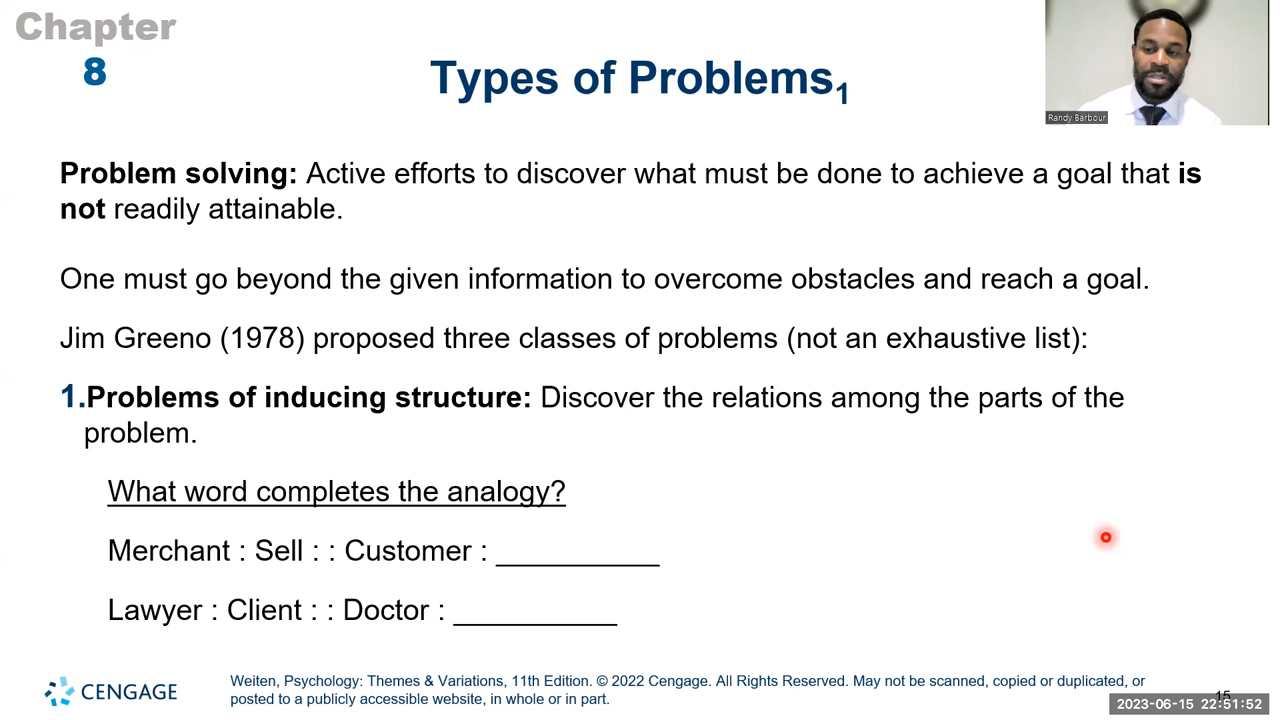 Chapter
8
Types of Problems1
Randy Barbour
Problem solving: Active efforts to discover what must be done to achieve a goal that is
not readily attainable.
One must go beyond the given information to overcome obstacles and reach a goal.
Jim Greeno (1978) proposed three classes of problems (not an exhaustive list):
1.Problems of inducing structure: Discover the relations among the parts of the
problem.
What word completes the analogy?
Merchant : Sell : : Customer : __________
Lawyer : Client : : Doctor : __________
CENGAGE
Weiten, Psychology: Themes & Variations, 11th Edition. © 2022 Cengage. All Rights Reserved. May not be scanned, copied or duplicated, or
posted to a publicly accessible website, in whole or in part.
15
2023-06-15 22:51:52